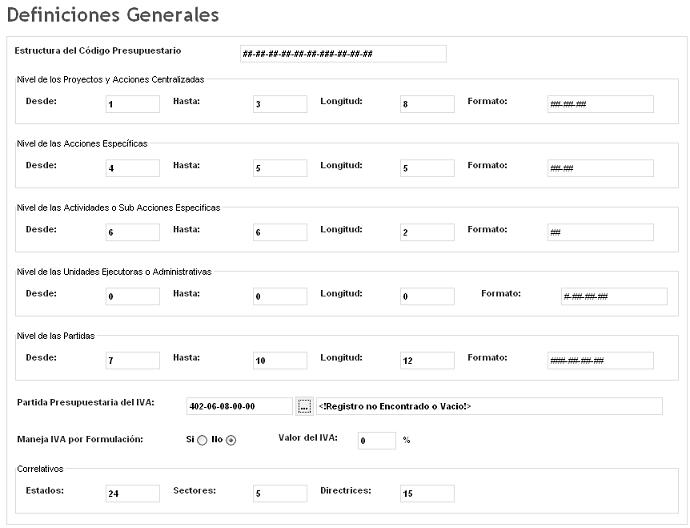 Definiciones Generales
Estructura del Código Presupuestario ##-##-##-##-##-##-###-##-##-##
Nivel de los Proyectos y Acciones Centralizadas
Desde: 1 Hasta: 3 Longitud: 8 Formato: ##-##-##
Nivel de las Acciones Específicas
Desde: 4 Hasta: 5 Longitud: 5 Formato: ##-##
Nivel de las Actividades o Sub Acciones Especificas
Desde: 6 Hasta: 6 Longitud: 2 Formato: ##
Nivel de las Unidades Ejecutoras o Administrativas
Desde: 0 Hasta: 0 Longitud: 0 Formato: #-##-##-##
Nivel de las Partidas
Desde: 7 Hasta: 10 Longitud: 12 Formato: ###-##-##-##
Partida Presupuestaria del IVA: 402-06-08-00-00 ... <!Registro no Encontrado o Vacio!>
Maneja IVA por Formulación: Si No Valor del IVA: 0 %
Correlativos
Estados: 24 Sectores: 5 Directrices: 15